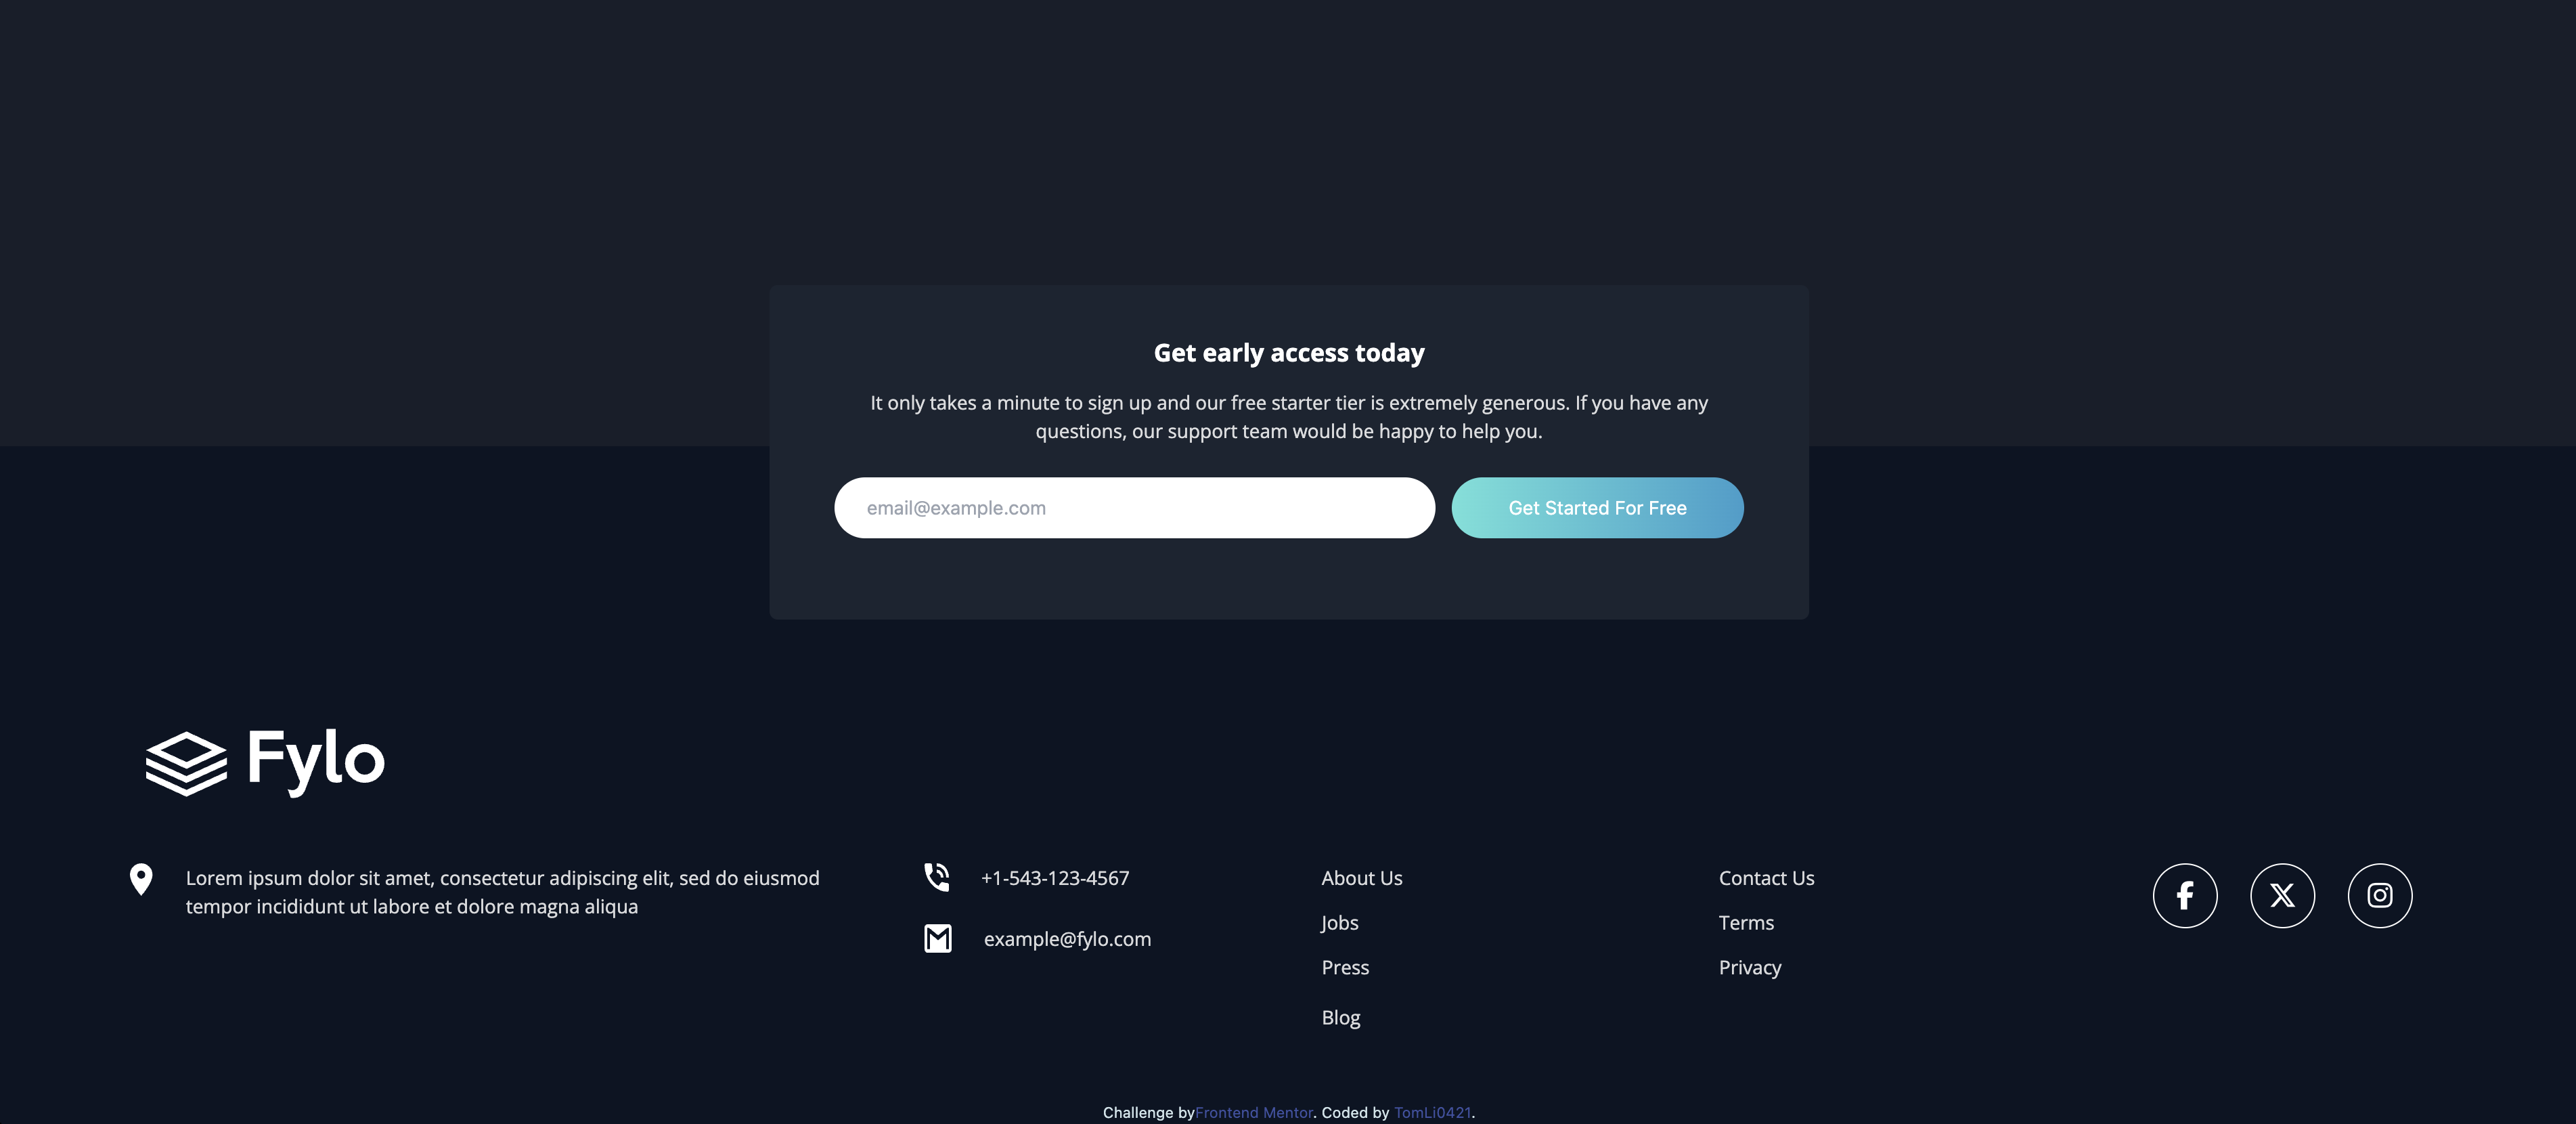 Get early access today
It only takes a minute to sign up and our free starter tier is extremely generous. If you have any
questions, our support team would be happy to help you.
email@example.com
Get Started For Free
Fylo
Lorem ipsum dolor sit amet, consectetur adipiscing elit, sed do eiusmod
tempor incididunt ut labore et dolore magna aliqua
+1-543-123-4567
example@fylo.com
About Us
Jobs
Press
Blog
Contact Us
Terms
Privacy
Challenge byFrontend Mentor. Coded by TomLi0421.